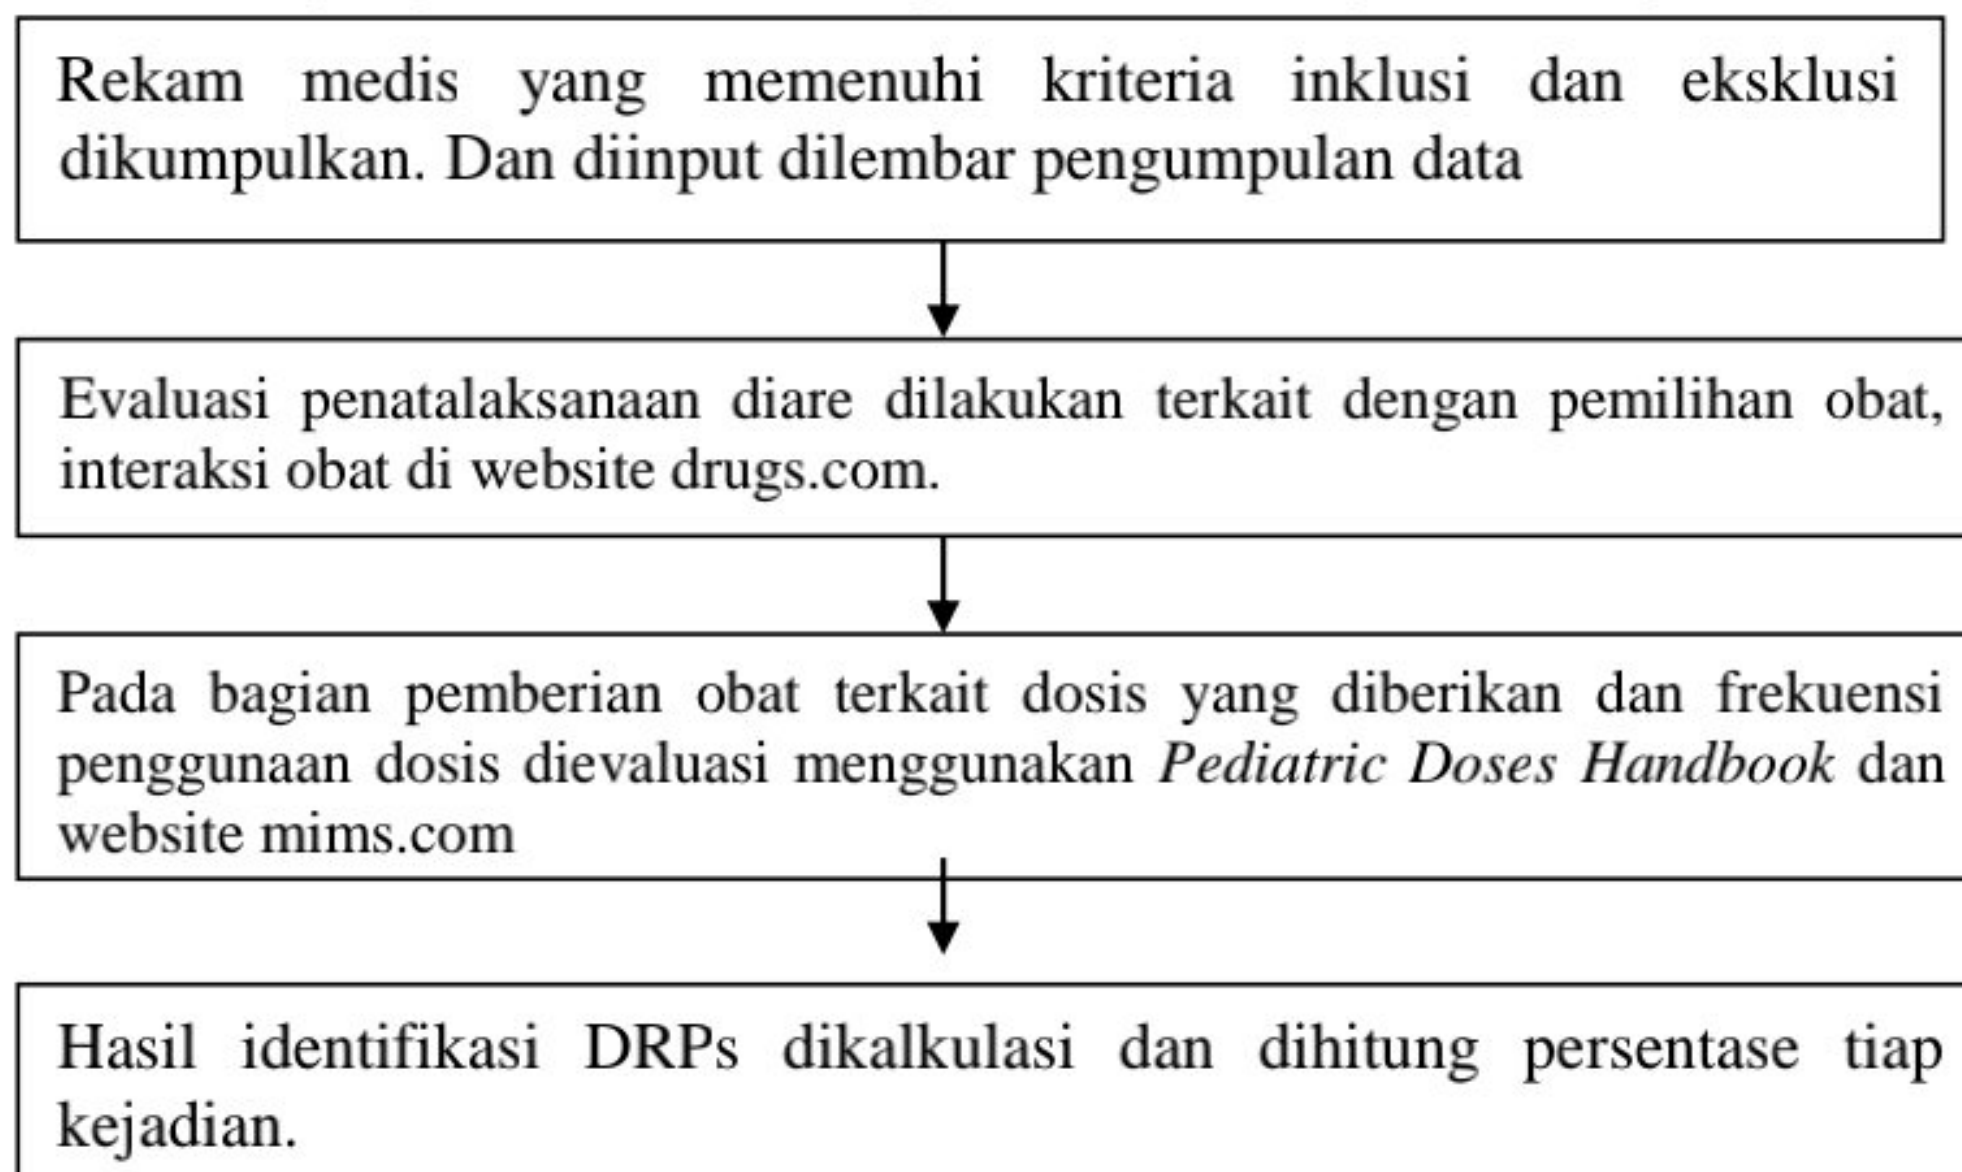 Rekam medis yang memenuhi kriteria inklusi dan eksklusi
dikumpulkan. Dan diinput dilembar pengumpulan data
Evaluasi penatalaksanaan diare dilakukan terkait dengan pemilihan obat,
interaksi obat di website drugs.com.
Pada bagian pemberian obat terkait dosis yang diberikan dan frekuensi
penggunaan dosis dievaluasi menggunakan Pediatric Doses Handbook dan
website mims.com
Hasil identifikasi DRPs dikalkulasi dan dihitung persentase tiap
kejadian.